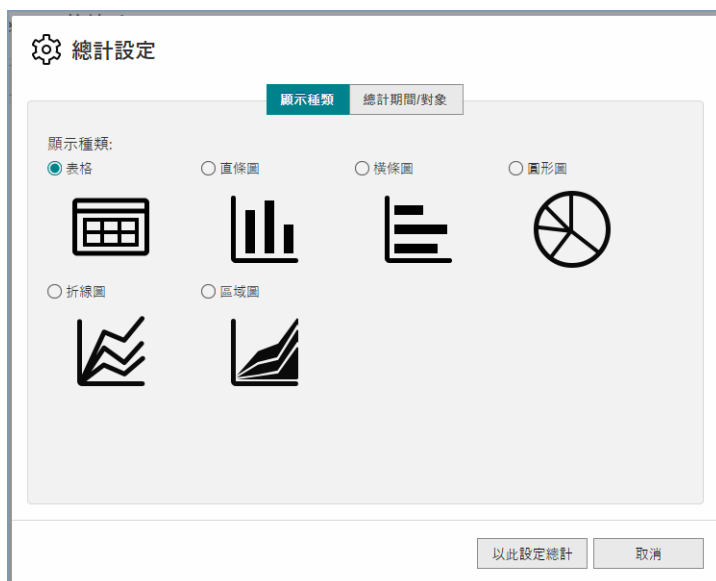 總計設定
顯示種類 總計期間/對象
顯示種類:
表格 直條圖 橫條圖 圓形圖
折線圖 區域圖
以此設定總計 取消